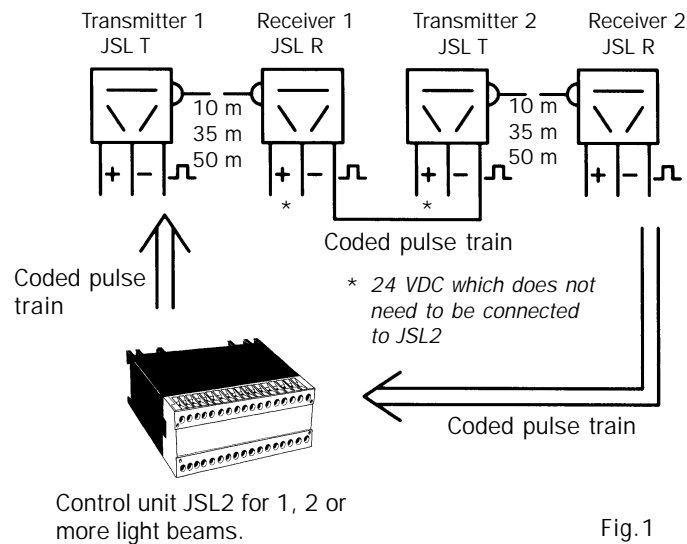 Transmitter 1 Receiver 1 Transmitter 2 Receiver 2
JSL T JSL R JSL T JSL R
10 m 10 m
35 m 35 m
50 m 50 m
+ − + − + − + −
* *
Coded pulse train
Coded pulse
train
* 24 VDC which does not
need to be connected
to JSL2
Coded pulse train
Control unit JSL2 for 1, 2 or
more light beams.
Fig.1